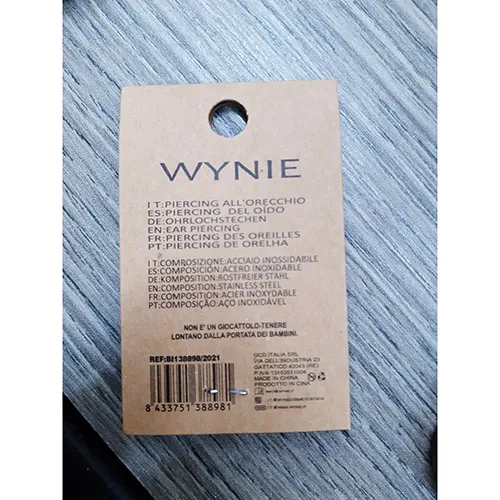 WYNIE
IT:PIERCING ALL'ORECCHIO
ES:PIERCING DEL OÍDO
DE:OHRLOCHSTECHEN
EN:EAR PIERCING
FR:PIERCING DES OREILLES
PT:PIERCING DE ORELHA
IT:COMPOSIZIONE:ACCIAIO INOSSIDABILE
ES:COMPOSICIÓN:ACERO INOXIDABLE
DE:KOMPOSITION:ROSTFREIER STAHL
EN:COMPOSITION:STAINLESS STEEL
FR:COMPOSITION:ACIER INOXYDABLE
PT:COMPOSIÇÃO:AÇO INOXIDÁVEL
NON E' UN GIOCATTOLO-TENERE
LONTANO DALLA PORTATA DEI BAMBINI.
REF:BI138898/2021
8 433751 388981
GCD ITALIA SRL
VIA DELL'INDUSTRIA 23
GATTATICO 42043 (RE)
P.IVA
MADE IN CHINA
PRODOTTO IN CINA